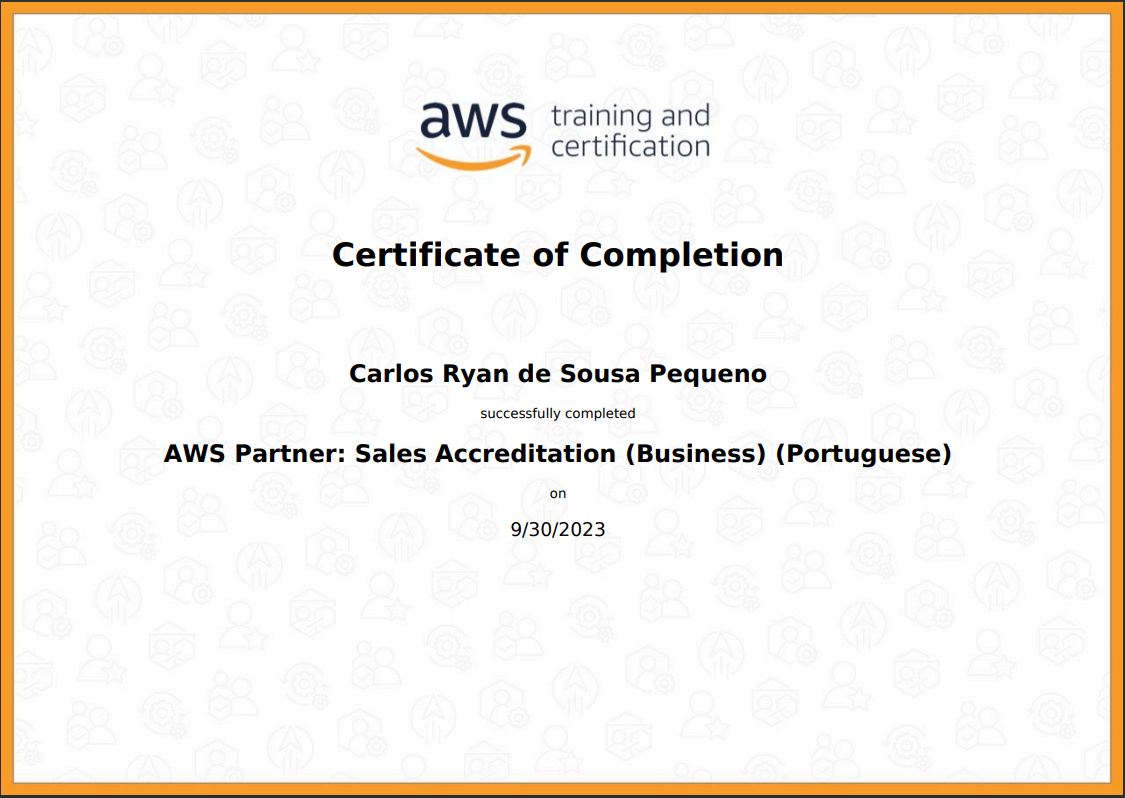 aws training and
certification
Certificate of Completion
Carlos Ryan de Sousa Pequeno
successfully completed
AWS Partner: Sales Accreditation (Business) (Portuguese)
on
9/30/2023